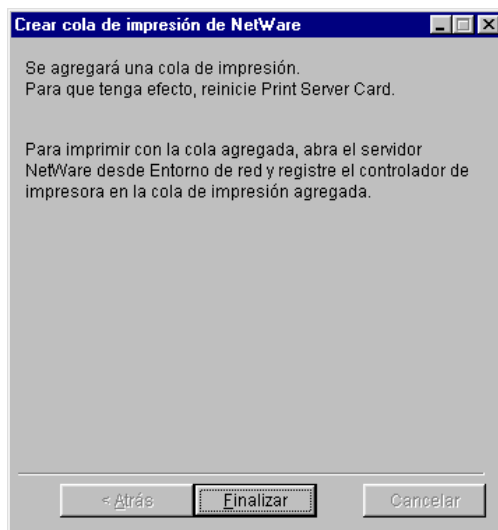 Crear cola de impresión de NetWare
Se agregará una cola de impresión.
Para que tenga efecto, reinicie Print Server Card.
Para imprimir con la cola agregada, abra el servidor
NetWare desde Entorno de red y registre el controlador de
impresora en la cola de impresión agregada.
< Atrás
Finalizar
Cancelar